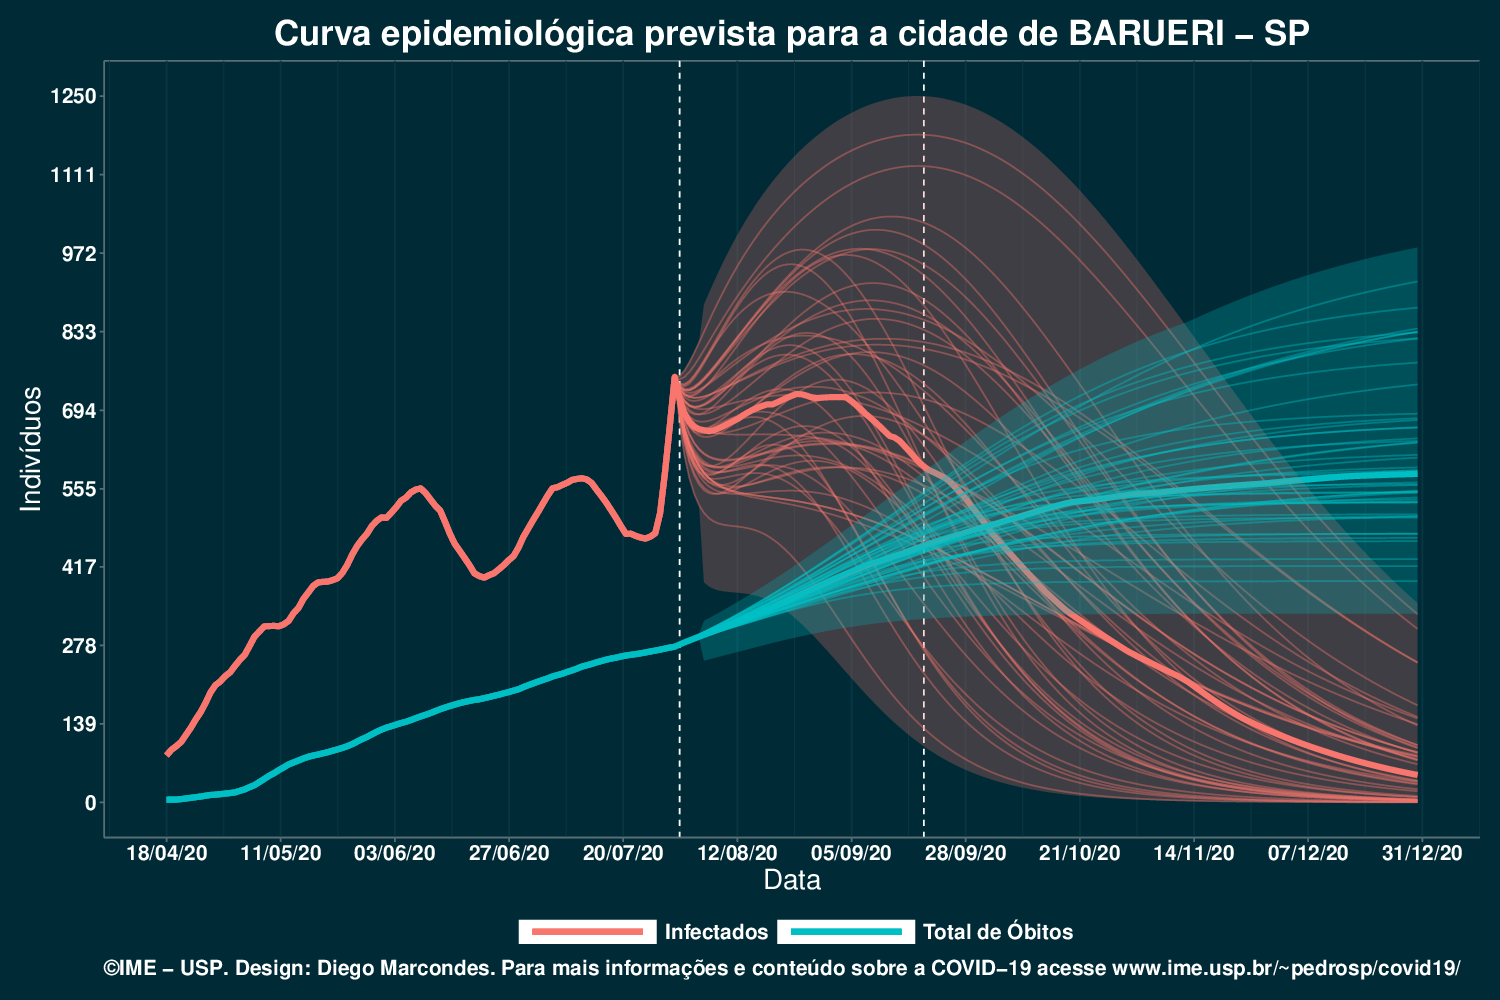 Curva epidemiológica prevista para a cidade de BARUERI – SP
1250
1111
972
833
694
555
417
278
139
0
Indivíduos
18/04/20 11/05/20 03/06/20 27/06/20 20/07/20 12/08/20 05/09/20 28/09/20 21/10/20 14/11/20 07/12/20 31/12/20
Data
Infectados Total de Óbitos
©IME – USP. Design: Diego Marcondes. Para mais informações e conteúdo sobre a COVID–19 acesse www.ime.usp.br/~pedrosp/covid19/